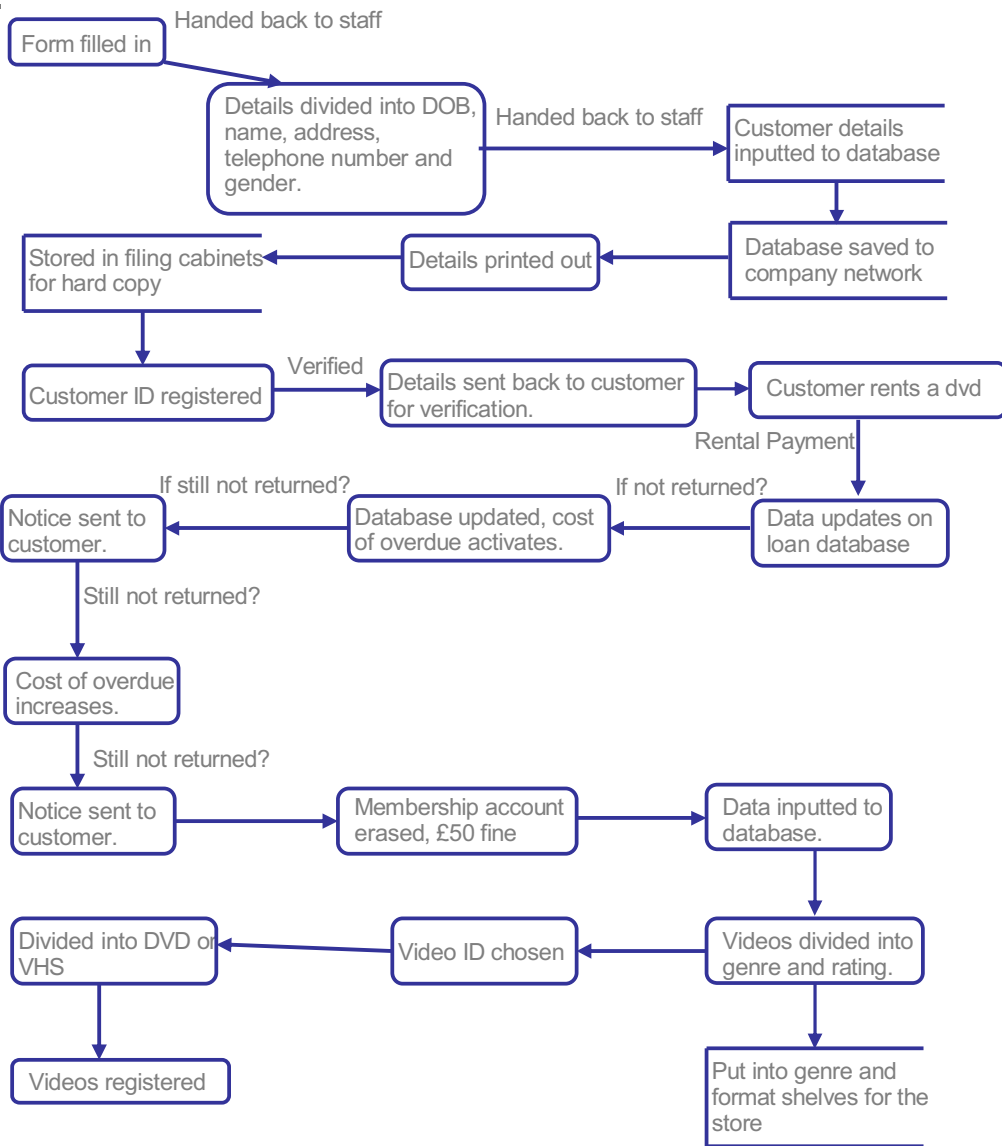 Handed back to staff
Form filled in
Details divided into DOB,
name, address,
telephone number and
gender.
Handed back to staff
Customer details
inputted to database
Stored in filing cabinets
for hard copy
Details printed out
Database saved to
company network
Customer ID registered
Verified
Details sent back to customer
for verification.
Customer rents a dvd
Rental Payment
If still not returned?
If not returned?
Notice sent to
customer.
Database updated, cost
of overdue activates.
Data updates on
loan database
Still not returned?
Cost of overdue
increases.
Still not returned?
Notice sent to
customer.
Membership account
erased, £50 fine
Data inputted to
database.
Divided into DVD or
VHS
Video ID chosen
Videos divided into
genre and rating.
Videos registered
Put into genre and
format shelves for the
store